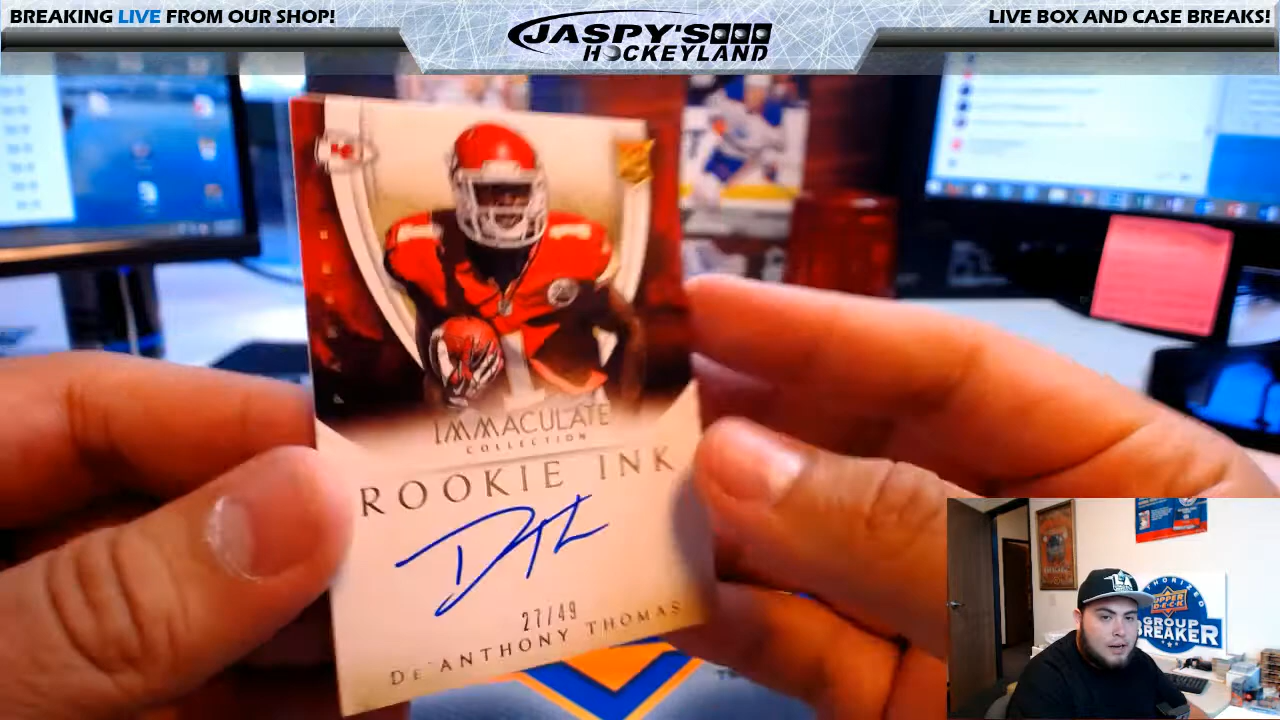 BREAKING LIVE FROM OUR SHOP!
JASPY'S
HOCKEYLAND
LIVE BOX AND CASE BREAKS!
IMMACULATE
COLLECTION
ROOKIE INK
27/49
DE'ANTHONY THOMAS
AUTHORIZED
UPPER
DECK
GROUP
BREAKER